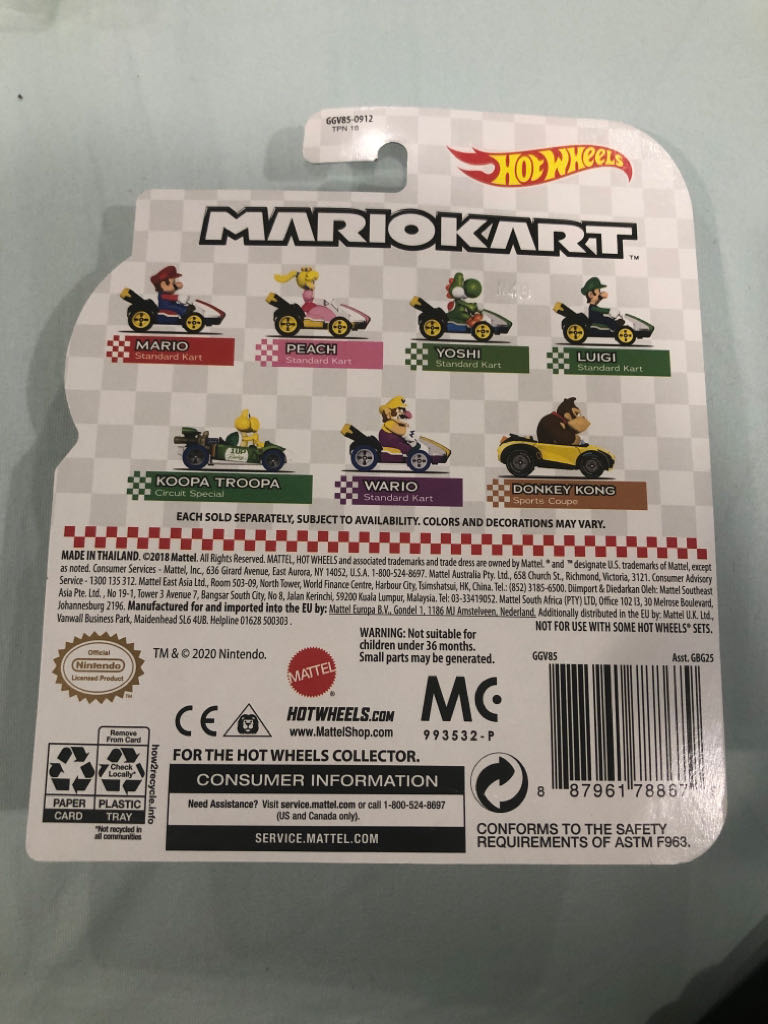 GGV85-0912
TPN 10
HOT WHEELS
MARIOKART™
MARIO
Standard Kart
PEACH
Standard Kart
YOSHI
Standard Kart
LUIGI
Standard Kart
KOOPA TROOPA
Circuit Special
WARIO
Standard Kart
DONKEY KONG
Sports Coupe
EACH SOLD SEPARATELY, SUBJECT TO AVAILABILITY. COLORS AND DECORATIONS MAY VARY.
MADE IN THAILAND. ©2018 Mattel. All Rights Reserved. MATTEL, HOT WHEELS and associated trademarks and trade dress are owned by Mattel. ® and ™ designate U.S. trademarks of Mattel, except
as noted. Consumer Services - Mattel, Inc., 636 Girard Avenue, East Aurora, NY 14052, U.S.A. 1-800-524-8697. Mattel Australia Pty. Ltd., 658 Church St., Richmond, Victoria, 3121. Consumer Advisory
Service - 1300 135 312. Mattel East Asia Ltd., Room 503-09, North Tower, World Finance Centre, Harbour City, Tsimshatsui, HK, China. Tel.: (852) 3185-6500. Diimport & Diedarkan Oleh: Mattel Southeast
Asia Pte. Ltd., No 19-1, Tower 3 Avenue 7, Bangsar South City, No 8, Jalan Kerinchi, 59200 Kuala Lumpur, Malaysia. Tel: 03-33419052. Mattel South Africa (PTY) LTD, Office 102 I3, 30 Melrose Boulevard,
Johannesburg 2196. Manufactured for and imported into the EU by: Mattel Europa B.V., Gondel 1, 1186 MJ Amstelveen, Nederland. Additionally distributed in the EU by: Mattel U.K. Ltd.,
Vanwall Business Park, Maidenhead SL6 4UB. Helpline 01628 500303.
NOT FOR USE WITH SOME HOT WHEELS® SETS.
Official
Nintendo
Licensed Product
™
TM & © 2020 Nintendo.
MATTEL
®
WARNING: Not suitable for
children under 36 months.
Small parts may be generated.
GGV85
Asst. GBG25
CE
HOTWHEELS.COM
www.MattelShop.com
MC
993532-P
Remove
From Card
Check
Locally*
PAPER
CARD
PLASTIC
TRAY
*Not recycled in
all communities
how2recycle.info
FOR THE HOT WHEELS COLLECTOR.
CONSUMER INFORMATION
Need Assistance? Visit service.mattel.com or call 1-800-524-8697
(US and Canada only).
SERVICE.MATTEL.COM
8 87961 78867
CONFORMS TO THE SAFETY
REQUIREMENTS OF ASTM F963.